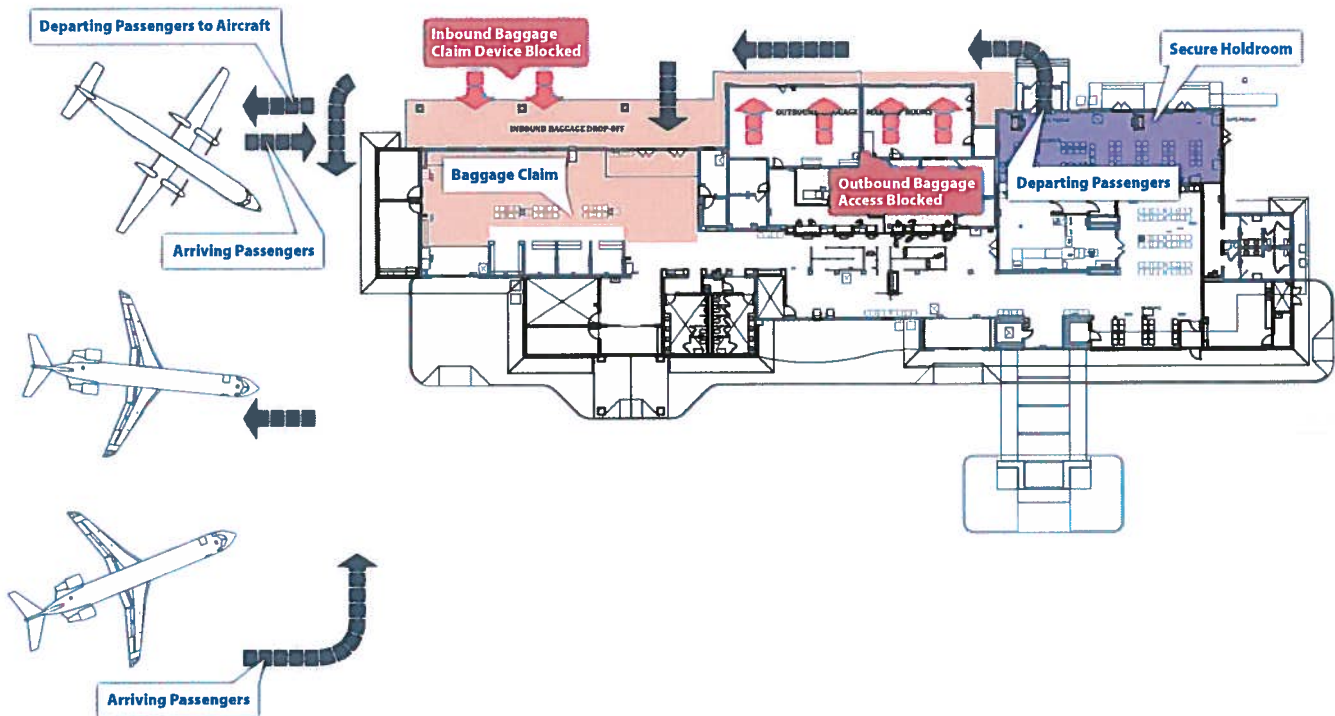 Departing Passengers to Aircraft
Inbound Baggage
Claim Device Blocked
Secure Holdroom
INBOUND BAGGAGE DROP-OFF
Baggage Claim
Outbound Baggage
Access Blocked
Departing Passengers
Arriving Passengers
Arriving Passengers